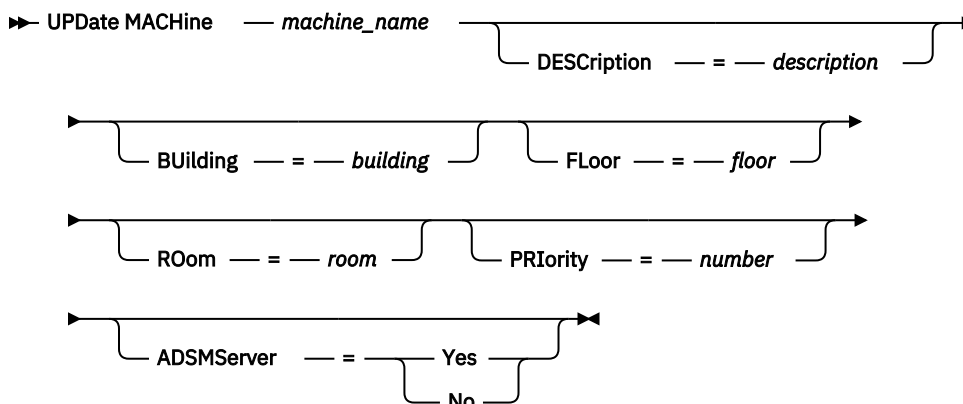 UPDate MACHine machine_name
DESCription = description
BUilding = building FLoor = floor
ROom = room PRIority = number
ADSMServer = Yes
No